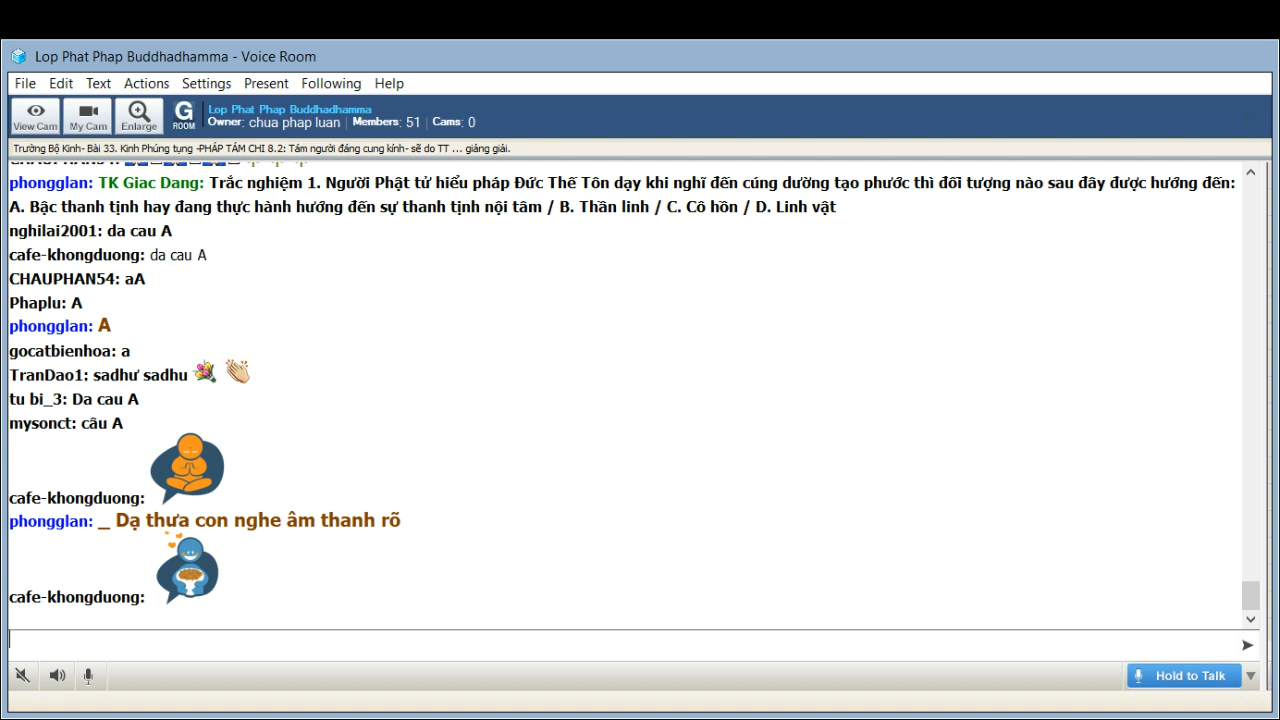 Lop Phat Phap Buddhadhamma - Voice Room
File Edit Text Actions Settings Present Following Help
View Cam My Cam Enlarge G ROOM Lop Phat Phap Buddhadhamma
Owner: chua phap luan | Members: 51 | Cams: 0
Trường Bộ Kinh- Bài 33. Kinh Phúng tụng -PHÁP TÁM CHI 8.2: Tám người đáng cung kính- sẽ do TT ... giảng giải.
phongglan: TK Giac Dang: Trắc nghiệm 1. Người Phật tử hiểu pháp Đức Thế Tôn dạy khi nghĩ đến cúng dường tạo phước thì đối tượng nào sau đây được hướng đến:
A. Bậc thanh tịnh hay đang thực hành hướng đến sự thanh tịnh nội tâm / B. Thần linh / C. Cô hồn / D. Linh vật
nghilai2001: da cau A
cafe-khongduong: da cau A
CHAUPHAN54: aA
Phaplu: A
phongglan: A
gocatbienhoa: a
TranDao1: sadhư sadhu
tu bi_3: Da cau A
mysonct: câu A
cafe-khongduong:
phongglan: _ Dạ thưa con nghe âm thanh rõ
cafe-khongduong:
Hold to Talk